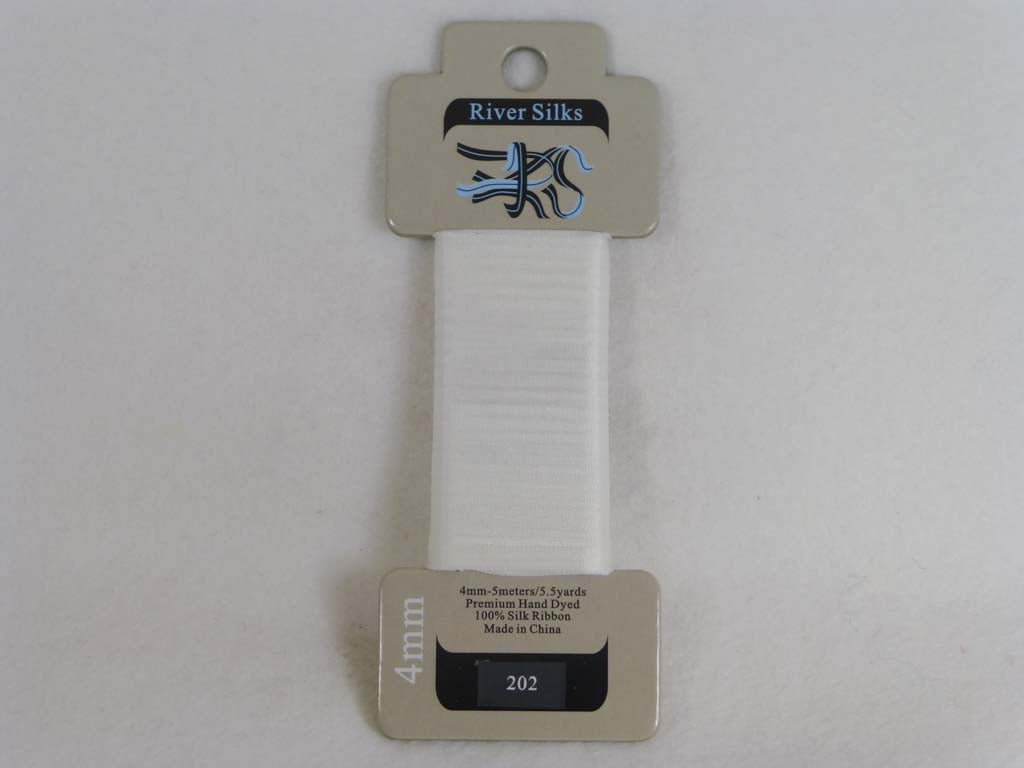 River Silks
RS
4mm-5meters/5.5yards
Premium Hand Dyed
100% Silk Ribbon
Made in China
4mm
202